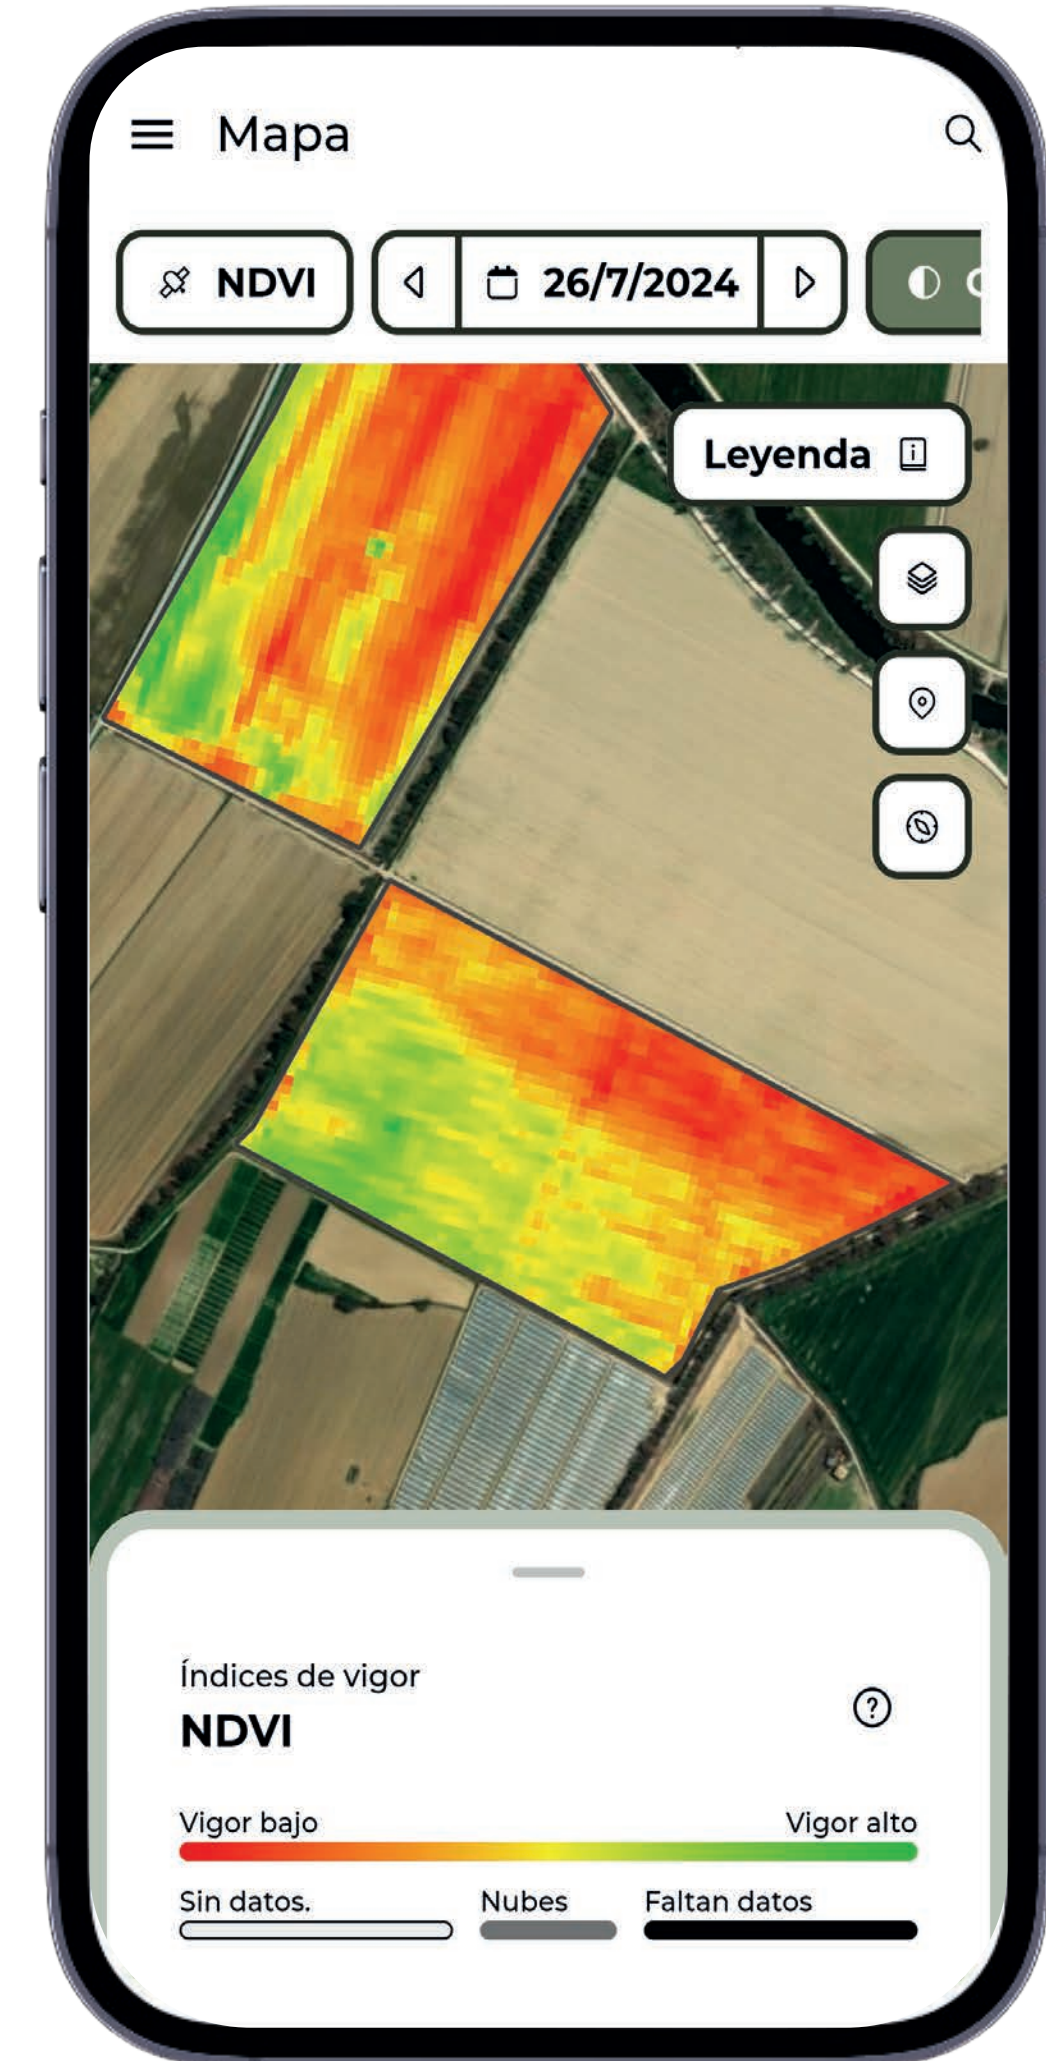 Mapa
NDVI
26/7/2024
Leyenda
Índices de vigor
NDVI
Vigor bajo
Vigor alto
Sin datos.
Nubes
Faltan datos